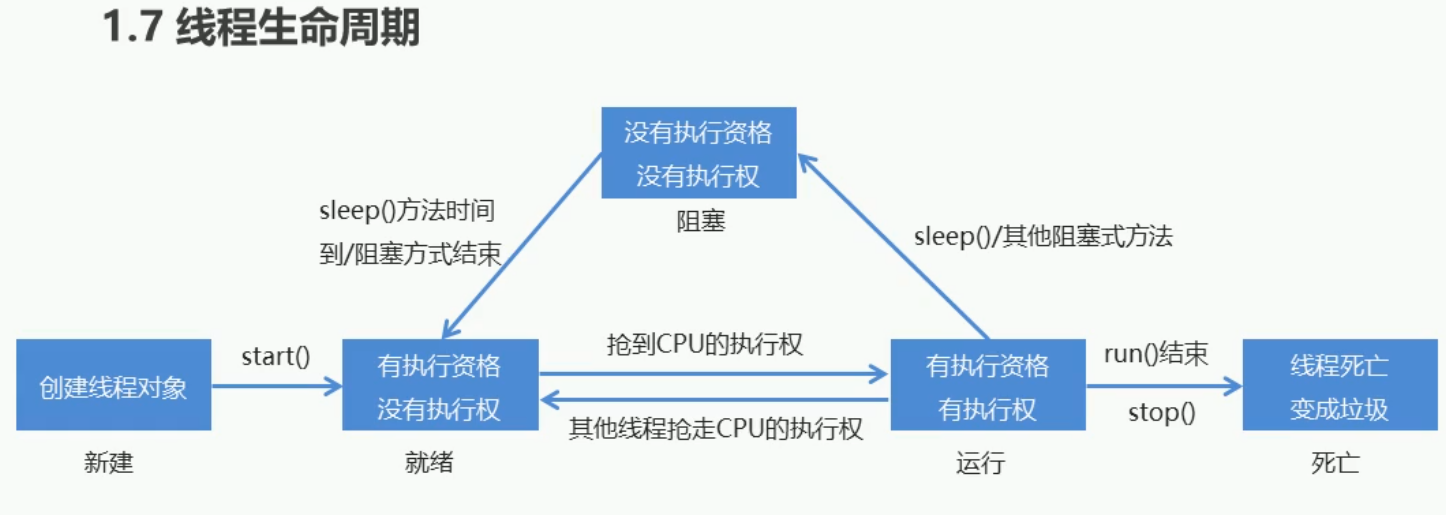 1.7 线程生命周期
没有执行资格
没有执行权
阻塞
sleep()方法时间
到/阻塞方式结束
sleep()/其他阻塞式方法
创建线程对象
新建
start()
有执行资格
没有执行权
就绪
抢到CPU的执行权
其他线程抢走CPU的执行权
有执行资格
有执行权
运行
run()结束
stop()
线程死亡
变成垃圾
死亡